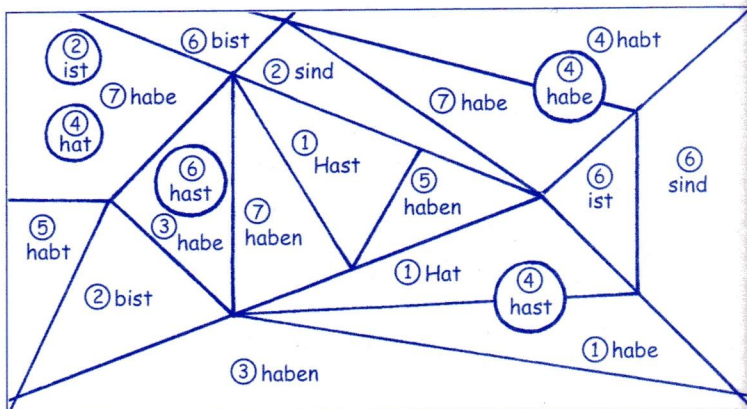 ⑥ bist
② ist
② sind
④ habt
⑦ habe
④ habe
⑦ habe
④ hat
① Hast
⑥ hast
⑥ ist
⑥ sind
⑤ haben
③ habe
⑦ haben
⑤ habt
① Hat
② bist
④ hast
① habe
③ haben